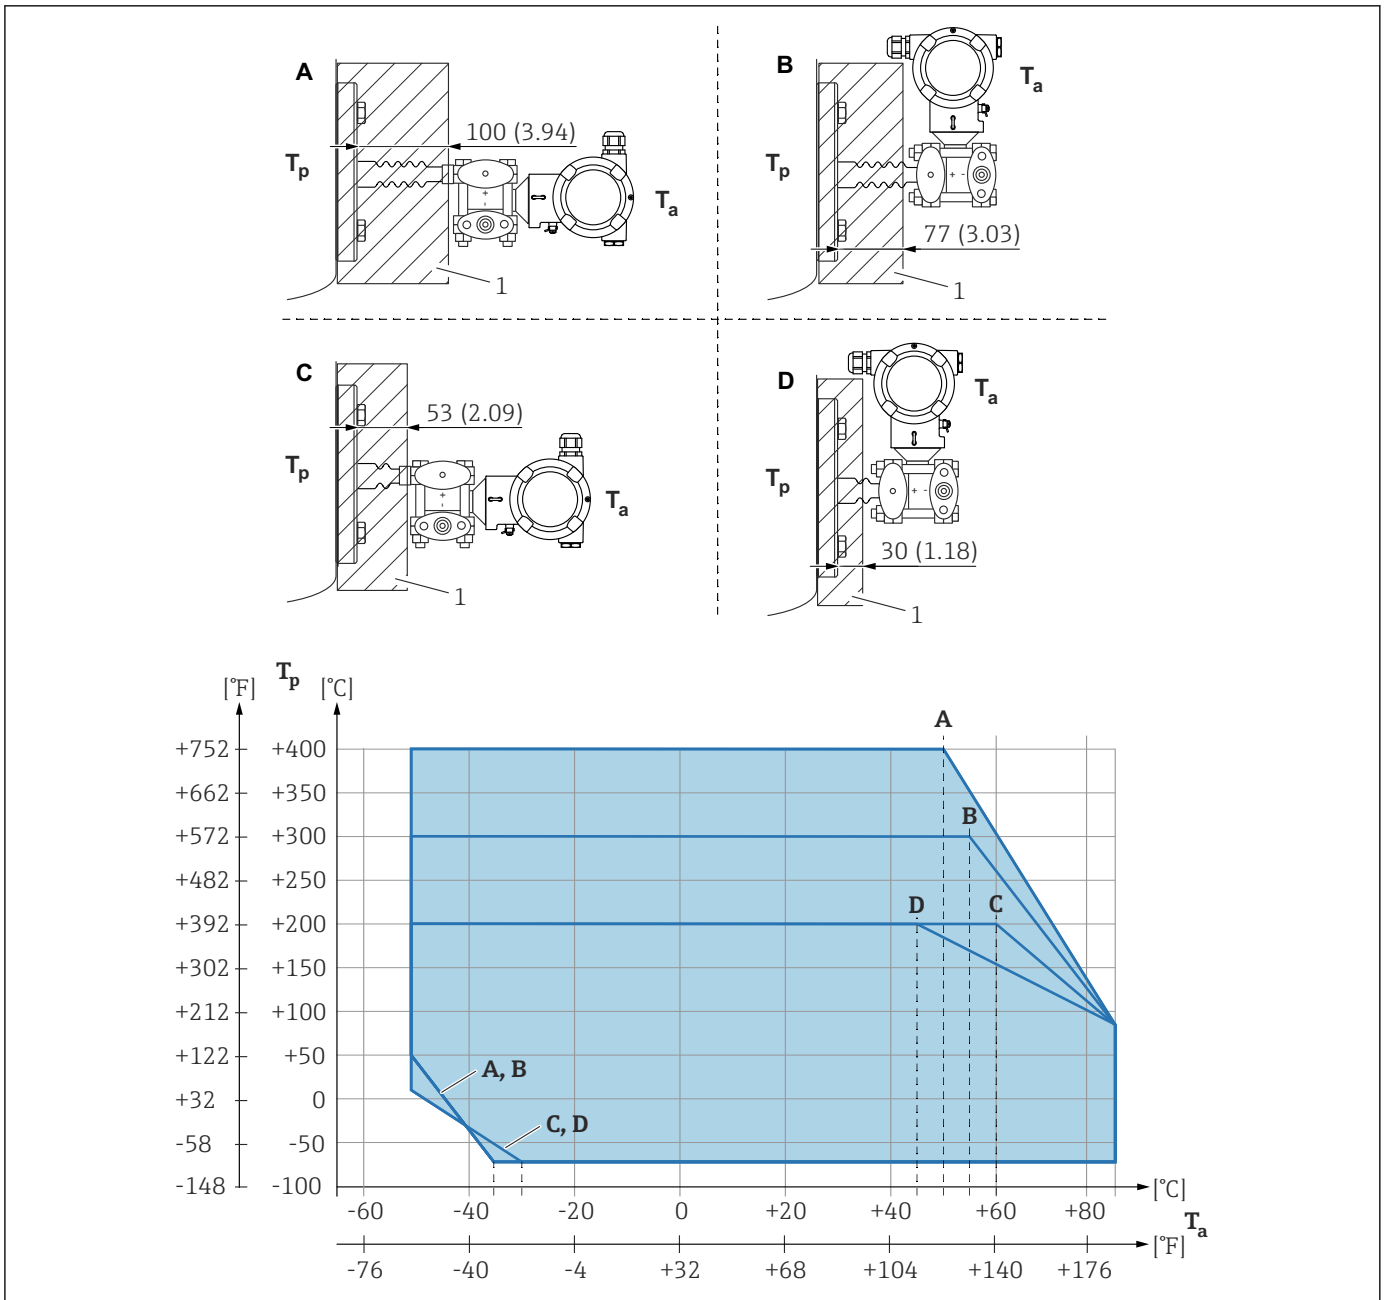 A
100 (3.94)
Tp
Ta
1
B
Ta
Tp
77 (3.03)
1
C
53 (2.09)
Tp
Ta
1
D
Ta
Tp
30 (1.18)
1
[°F] Tp [°C]
A
+752 +400
+662 +350
B
+572 +300
+482 +250
D C
+392 +200
+302 +150
+212 +100
+122 +50
A, B
+32 0
C, D
-58 -50
-148 -100
[°C]
-60 -40 -20 0 +20 +40 +60 +80
Ta
[°F]
-76 -40 -4 +32 +68 +104 +140 +176